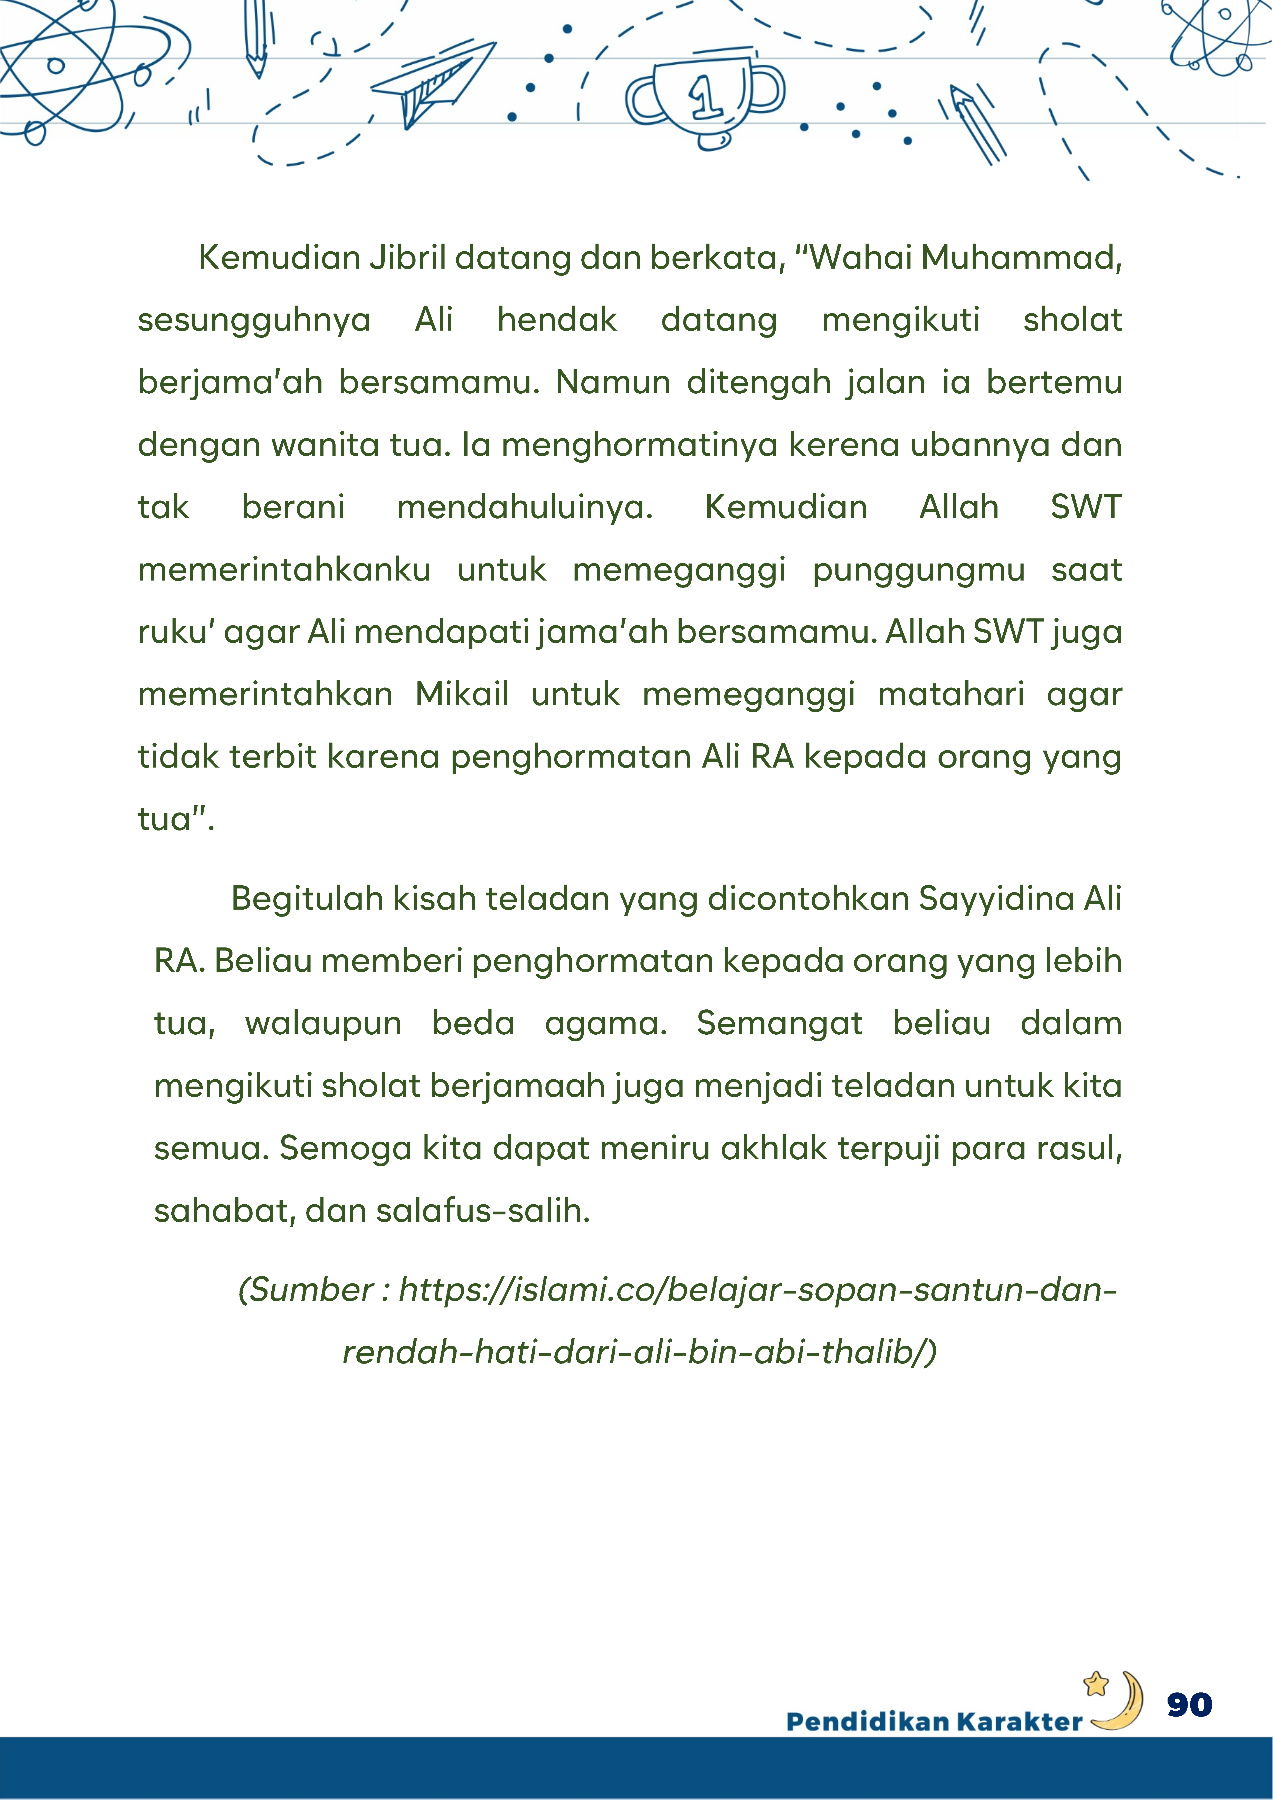 1
Kemudian Jibril datang dan berkata, "Wahai Muhammad,
sesungguhnya Ali hendak datang mengikuti sholat
berjama'ah bersamamu. Namun ditengah jalan ia bertemu
dengan wanita tua. Ia menghormatinya kerena ubannya dan
tak berani mendahuluinya. Kemudian Allah SWT
memerintahkanku untuk memeganggi punggungmu saat
ruku' agar Ali mendapati jama'ah bersamamu. Allah SWT juga
memerintahkan Mikail untuk memeganggi matahari agar
tidak terbit karena penghormatan Ali RA kepada orang yang
tua".
Begitulah kisah teladan yang dicontohkan Sayyidina Ali
RA. Beliau memberi penghormatan kepada orang yang lebih
tua, walaupun beda agama. Semangat beliau dalam
mengikuti sholat berjamaah juga menjadi teladan untuk kita
semua. Semoga kita dapat meniru akhlak terpuji para rasul,
sahabat, dan salafus-salih.
(Sumber : https://islami.co/belajar-sopan-santun-dan-
rendah-hati-dari-ali-bin-abi-thalib/)
Pendidikan Karakter 90